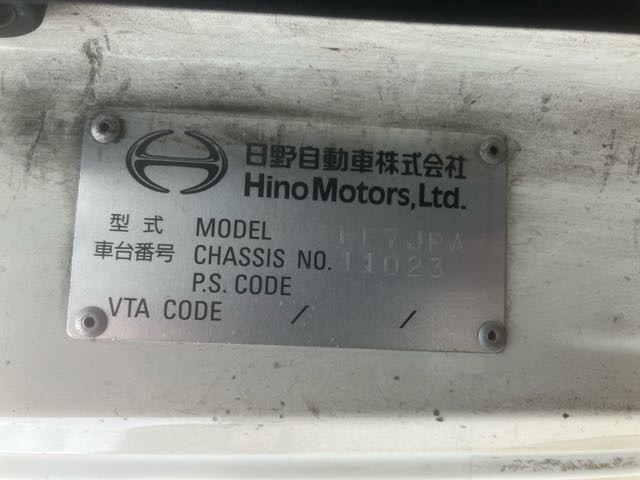 日野自動車株式会社
Hino Motors, Ltd.
型式 MODEL
車台番号 CHASSIS NO. 11023
P.S. CODE
VTA CODE / /